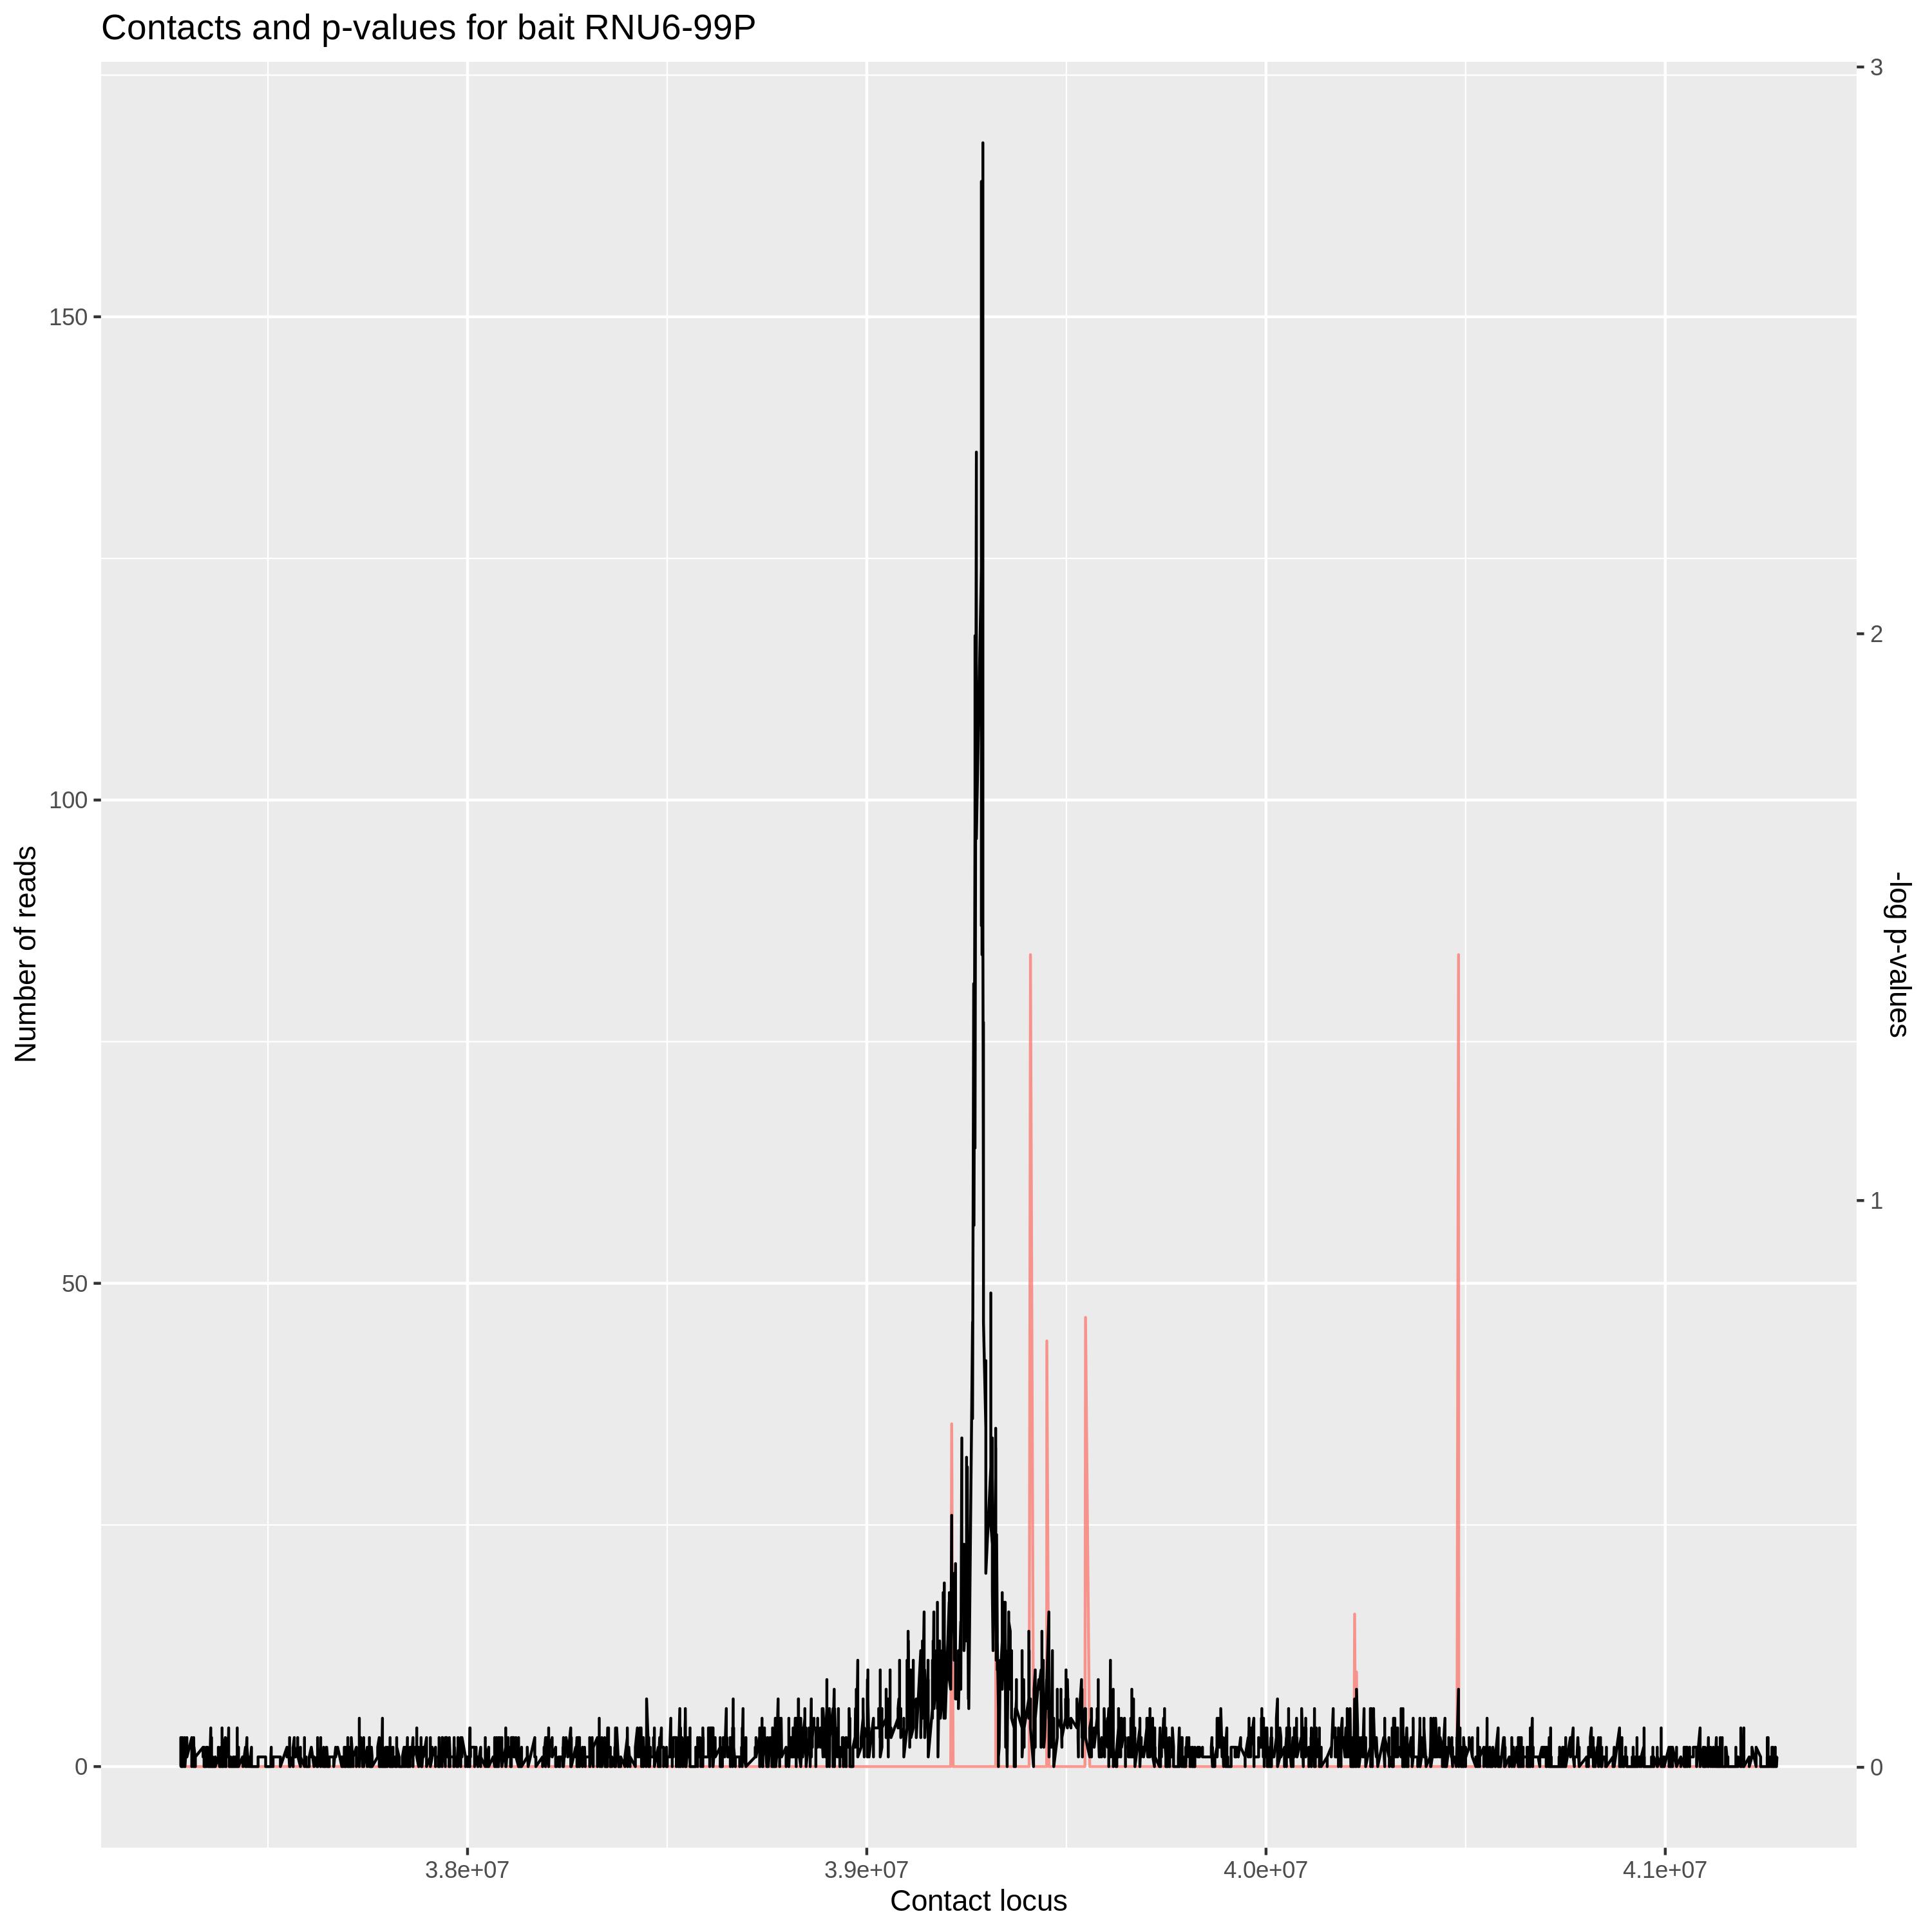 Contacts and p-values for bait RNU6-99P
Number of reads
150
100
50
0
3
2
1
0
-log p-values
3.8e+07
3.9e+07
4.0e+07
4.1e+07
Contact locus